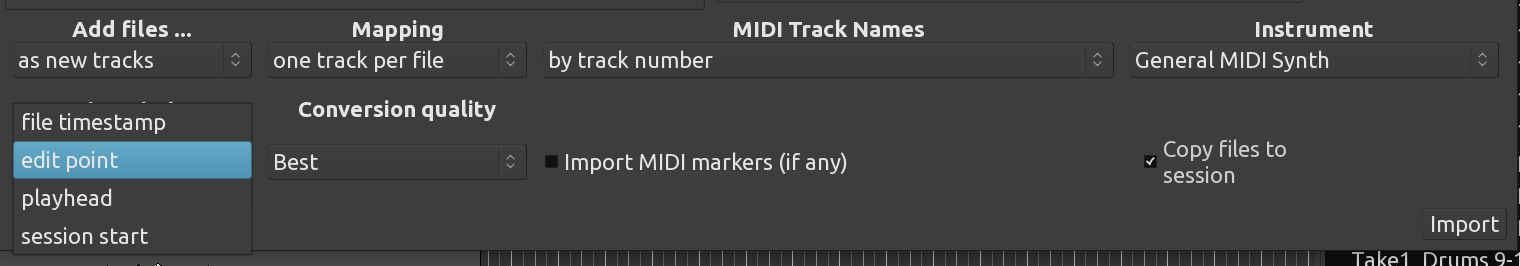 Add files ...
Mapping
MIDI Track Names
Instrument
as new tracks
one track per file
by track number
General MIDI Synth
Conversion quality
file timestamp
edit point
playhead
session start
Best
Import MIDI markers (if any)
Copy files to
session
Import
Take1_Drums 9-1